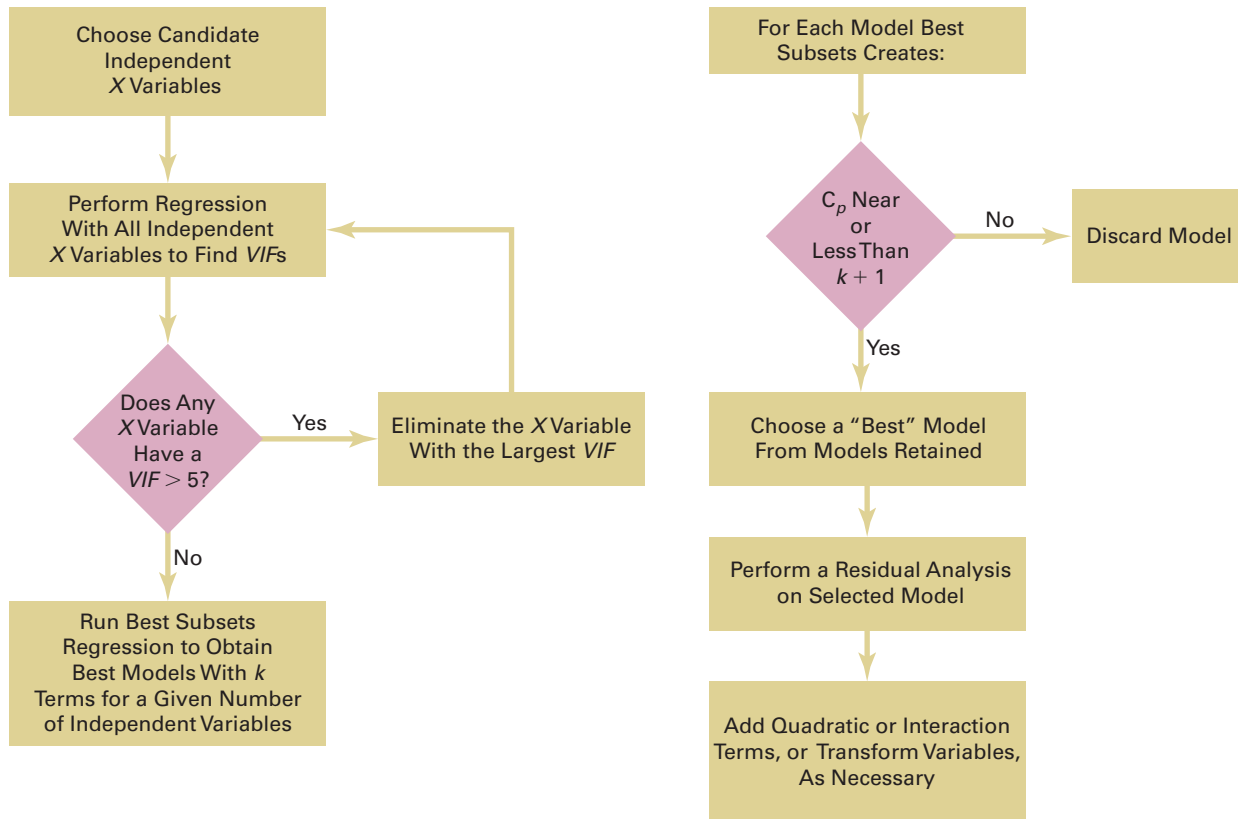 Choose Candidate
Independent
X Variables
Perform Regression
With All Independent
X Variables to Find VIFs
Does Any
X Variable
Have a
VIF > 5?
Yes
Eliminate the X Variable
With the Largest VIF
No
Run Best Subsets
Regression to Obtain
Best Models With k
Terms for a Given Number
of Independent Variables
For Each Model Best
Subsets Creates:
Cp Near
or
Less Than
k + 1
No
Discard Model
Yes
Choose a “Best” Model
From Models Retained
Perform a Residual Analysis
on Selected Model
Add Quadratic or Interaction
Terms, or Transform Variables,
As Necessary